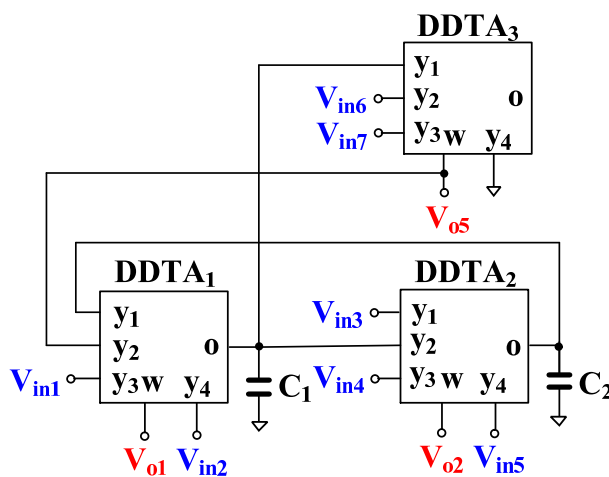 DDTA₃
y₁
Vin6 y₂ o
Vin7 y₃ w y₄
Vo5
DDTA₁ DDTA₂
y₁ Vin3 y₁
y₂ o y₂ o
Vin1 y₃ w y₄ C₁ Vin4 y₃ w y₄ C₂
Vo1 Vin2 Vo2 Vin5